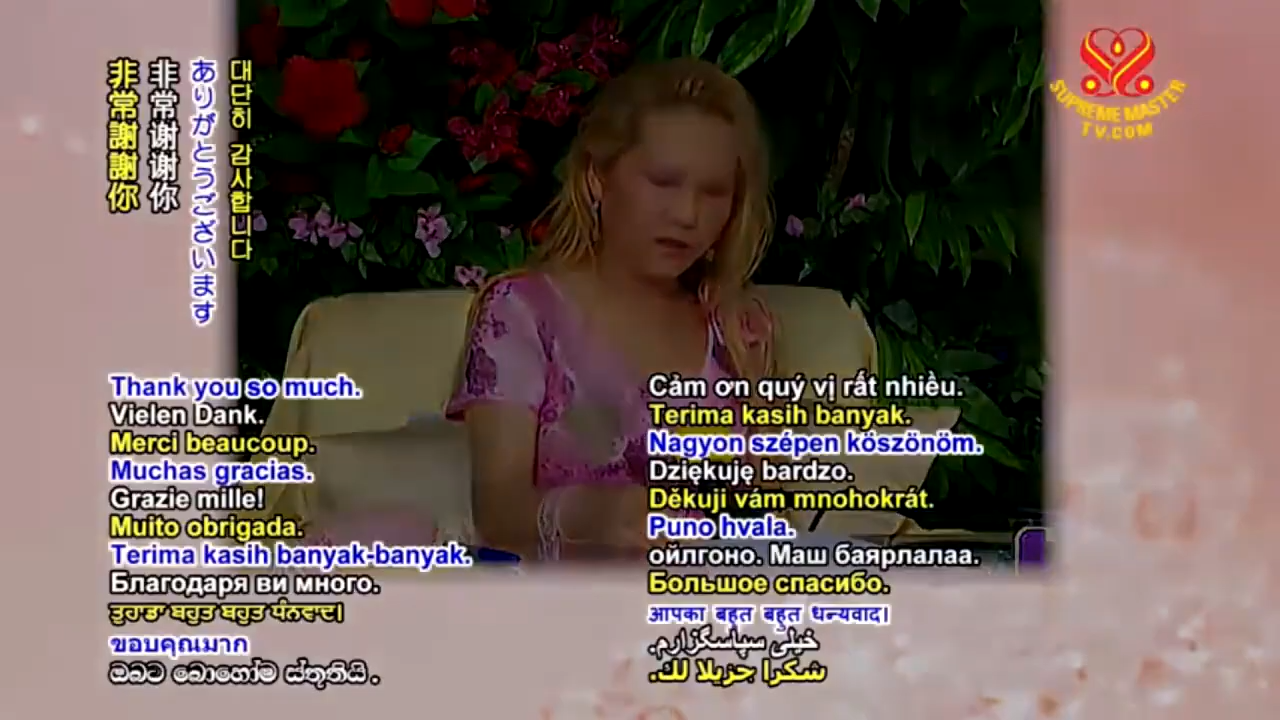 非常謝謝你
非常谢谢你
ありがとうございます
대단히 감사합니다
SUPREME MASTER
TV.COM
Thank you so much.
Vielen Dank.
Merci beaucoup.
Muchas gracias.
Grazie mille!
Muito obrigada.
Terima kasih banyak-banyak.
Благодаря ви много.
ਤੁਹਾਡਾ ਬਹੁਤ ਬਹੁਤ ਧੰਨਵਾਦ।
ขอบคุณมาก
ඔබට බොහෝම ස්තූතියි.
Cảm ơn quý vị rất nhiều.
Terima kasih banyak.
Nagyon szépen köszönöm.
Dziękuję bardzo.
Děkuji vám mnohokrát.
Puno hvala.
ойлгоно. Маш баярлалаа.
Большое спасибо.
आपका बहुत बहुत धन्यवाद।
خیلی سپاسگزارم.
شكرا جزيلا لك.